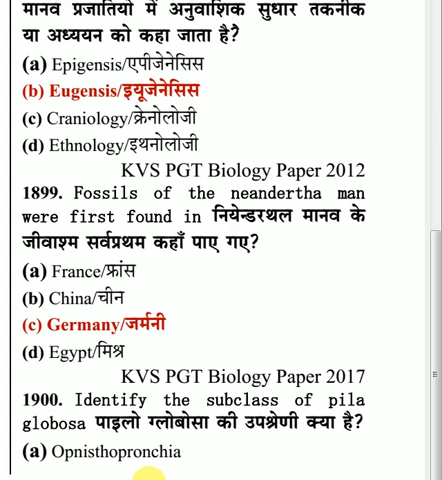 मानव प्रजातियों में अनुवांशिक सुधार तकनीक
या अध्ययन को कहा जाता है?
(a) Epigensis/एपीजेनेसिस
(b) Eugensis/इयूजेनेसिस
(c) Craniology/क्रेनोलोजी
(d) Ethnology/इथनोलोजी
KVS PGT Biology Paper 2012
1899. Fossils of the neandertha man
were first found in नियेन्डरथल मानव के
जीवाश्म सर्वप्रथम कहाँ पाए गए?
(a) France/फ्रांस
(b) China/चीन
(c) Germany/जर्मनी
(d) Egypt/मिश्र
KVS PGT Biology Paper 2017
1900. Identify the subclass of pila
globosa पाइलो ग्लोबोसा की उपश्रेणी क्या है?
(a) Opnisthopronchia